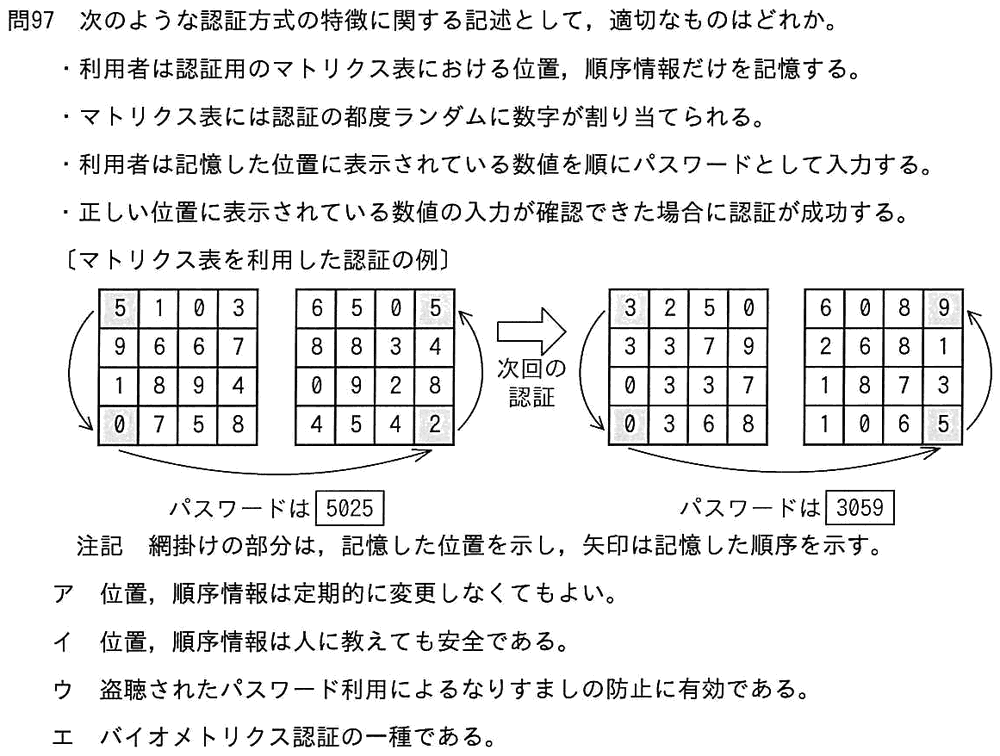 問97 次のような認証方式の特徴に関する記述として，適切なものはどれか。
・利用者は認証用のマトリクス表における位置，順序情報だけを記憶する。
・マトリクス表には認証の都度ランダムに数字が割り当てられる。
・利用者は記憶した位置に表示されている数値を順にパスワードとして入力する。
・正しい位置に表示されている数値の入力が確認できた場合に認証が成功する。
〔マトリクス表を利用した認証の例〕
5 1 0 3 6 5 0 5 3 2 5 0 6 0 8 9
9 6 6 7 8 8 3 4 3 3 7 9 2 6 8 1
1 8 9 4 0 9 2 8 0 3 3 7 1 8 7 3
0 7 5 8 4 5 4 2 0 3 6 8 1 0 6 5
次回の
認証
パスワードは 5025 パスワードは 3059
注記 網掛けの部分は，記憶した位置を示し，矢印は記憶した順序を示す。
ア 位置，順序情報は定期的に変更しなくてもよい。
イ 位置，順序情報は人に教えても安全である。
ウ 盗聴されたパスワード利用によるなりすましの防止に有効である。
エ バイオメトリクス認証の一種である。